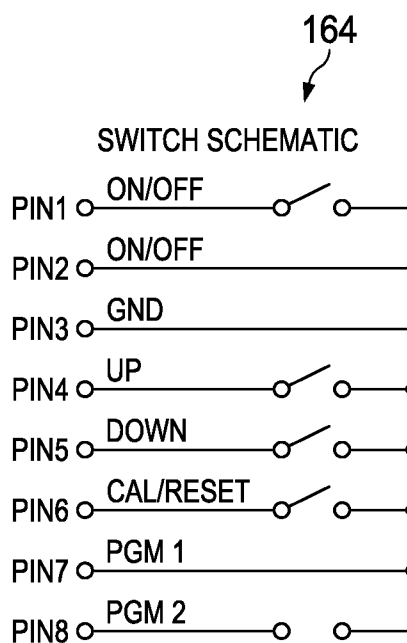 164
SWITCH SCHEMATIC
PIN1 ON/OFF
PIN2 ON/OFF
PIN3 GND
PIN4 UP
PIN5 DOWN
PIN6 CAL/RESET
PIN7 PGM 1
PIN8 PGM 2